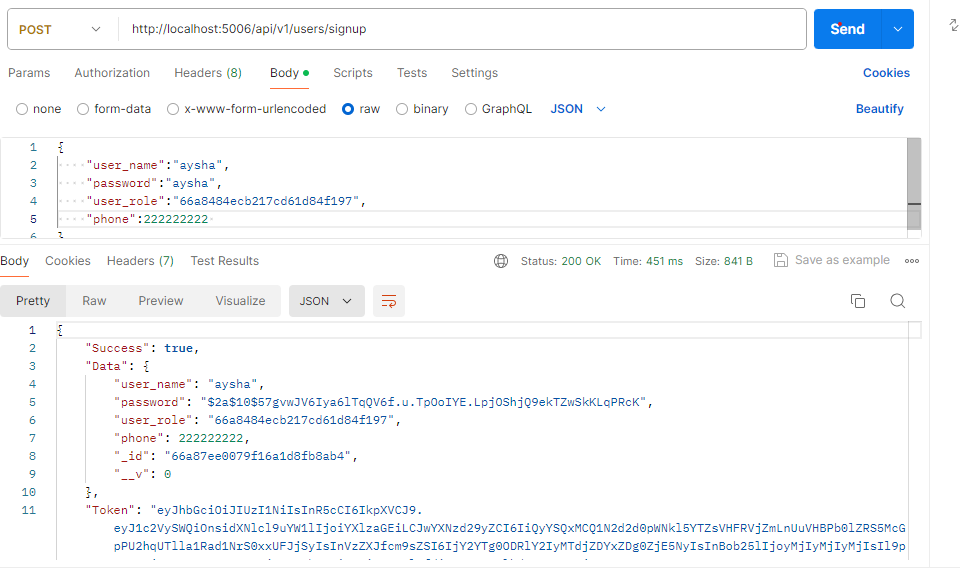 POST http://localhost:5006/api/v1/users/signup Send
Params Authorization Headers (8) Body Scripts Tests Settings Cookies
none form-data x-www-form-urlencoded raw binary GraphQL JSON Beautify
1 {
2 "user_name":"aysha",
3 "password":"aysha",
4 "user_role":"66a8484ecb217cd61d84f197",
5 "phone":222222222
6 }
Body Cookies Headers (7) Test Results Status: 200 OK Time: 451 ms Size: 841 B Save as example
Pretty Raw Preview Visualize JSON
1 {
2 "Success": true,
3 "Data": {
4 "user_name": "aysha",
5 "password": "$2a$10$57gvwJV6Iya6lTqQV6f.u.TpOoIYE.LpjOShjQ9ekTZwSkKLqPRcK",
6 "user_role": "66a8484ecb217cd61d84f197",
7 "phone": 222222222,
8 "_id": "66a87ee0079f16a1d8fb8ab4",
9 "__v": 0
10 },
11 "Token": "eyJhbGciOiJIUzI1NiIsInR5cCI6IkpXVCJ9.
eyJ1c2VySWQiOnsidXNlcl9uYW1lIjoiYXlzaGEiLCJwYXNzd29yZCI6IiQyYSQxMCQ1N2d2d0pWNkl5YTZsVHFRVjZmLnUuVHBPb0lZRS5McG
pPU2hqUTlla1Rad1NrS0xxUFJjSyIsInVzZXJfcm9sZSI6IjY2YTg0ODRlY2IyMTdjZDYxZDg0ZjE5NyIsInBob25lIjoyMjIyMjIyMjIsIl9p